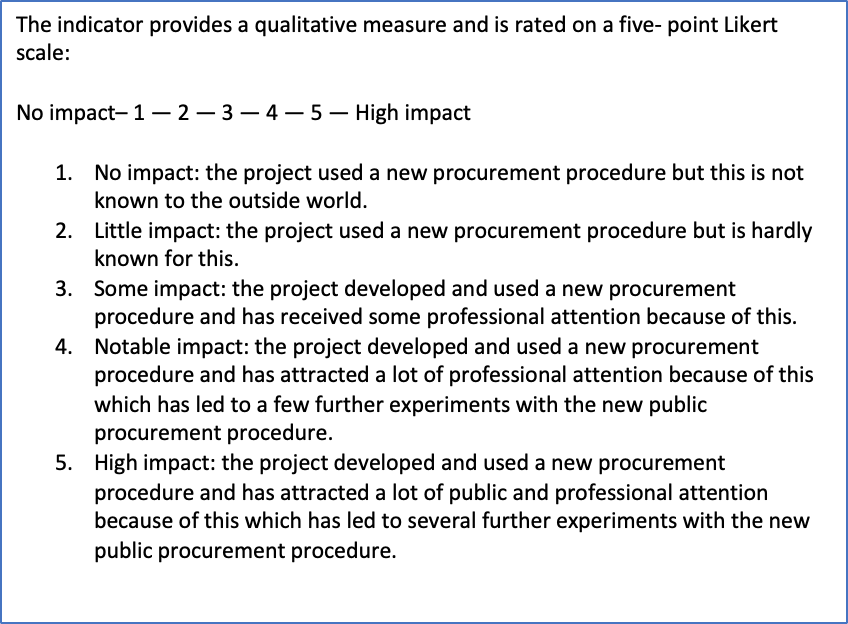 The indicator provides a qualitative measure and is rated on a five- point Likert
scale:
No impact– 1 — 2 — 3 — 4 — 5 — High impact
1. No impact: the project used a new procurement procedure but this is not
known to the outside world.
2. Little impact: the project used a new procurement procedure but is hardly
known for this.
3. Some impact: the project developed and used a new procurement
procedure and has received some professional attention because of this.
4. Notable impact: the project developed and used a new procurement
procedure and has attracted a lot of professional attention because of this
which has led to a few further experiments with the new public
procurement procedure.
5. High impact: the project developed and used a new procurement
procedure and has attracted a lot of public and professional attention
because of this which has led to several further experiments with the new
public procurement procedure.